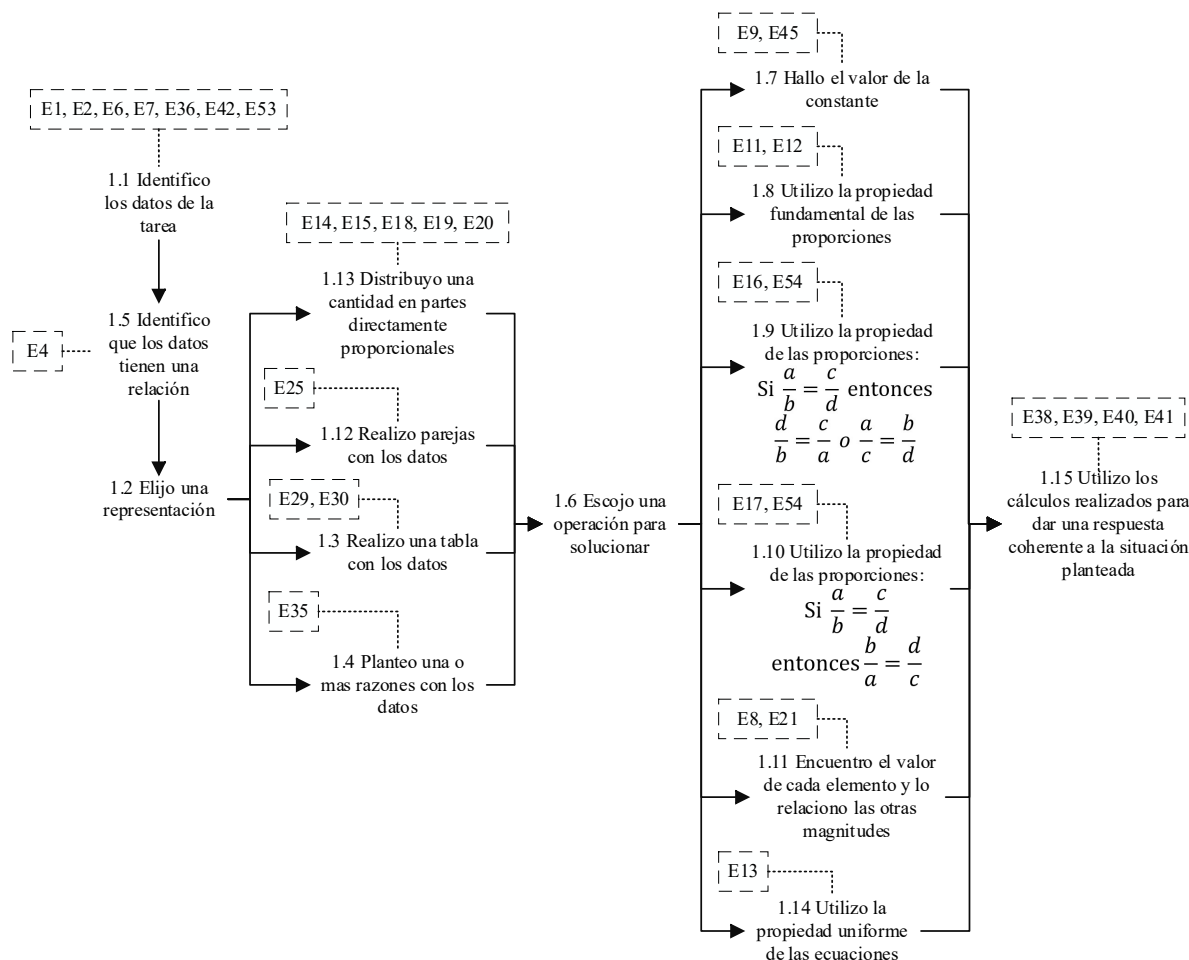 E1, E2, E6, E7, E36, E42, E53
1.1 Identifico
los datos de la
tarea
E4
1.5 Identifico
que los datos
tienen una
relación
1.2 Elijo una
representación
E14, E15, E18, E19, E20
1.13 Distribuyo una
cantidad en partes
directamente
proporcionales
E25
1.12 Realizo parejas
con los datos
E29, E30
1.3 Realizo una tabla
con los datos
E35
1.4 Planteo una o
mas razones con los
datos
1.6 Escojo una
operación para
solucionar
E9, E45
1.7 Hallo el valor de la
constante
E11, E12
1.8 Utilizo la propiedad
fundamental de las
proporciones
E16, E54
1.9 Utilizo la propiedad
de las proporciones:
Si a/b = c/d entonces
d/b = c/a o a/c = b/d
E17, E54
1.10 Utilizo la propiedad
de las proporciones:
Si a/b = c/d
entonces b/a = d/c
E8, E21
1.11 Encuentro el valor
de cada elemento y lo
relaciono las otras
magnitudes
E13
1.14 Utilizo la
propiedad uniforme
de las ecuaciones
E38, E39, E40, E41
1.15 Utilizo los
cálculos realizados para
dar una respuesta
coherente a la situación
planteada